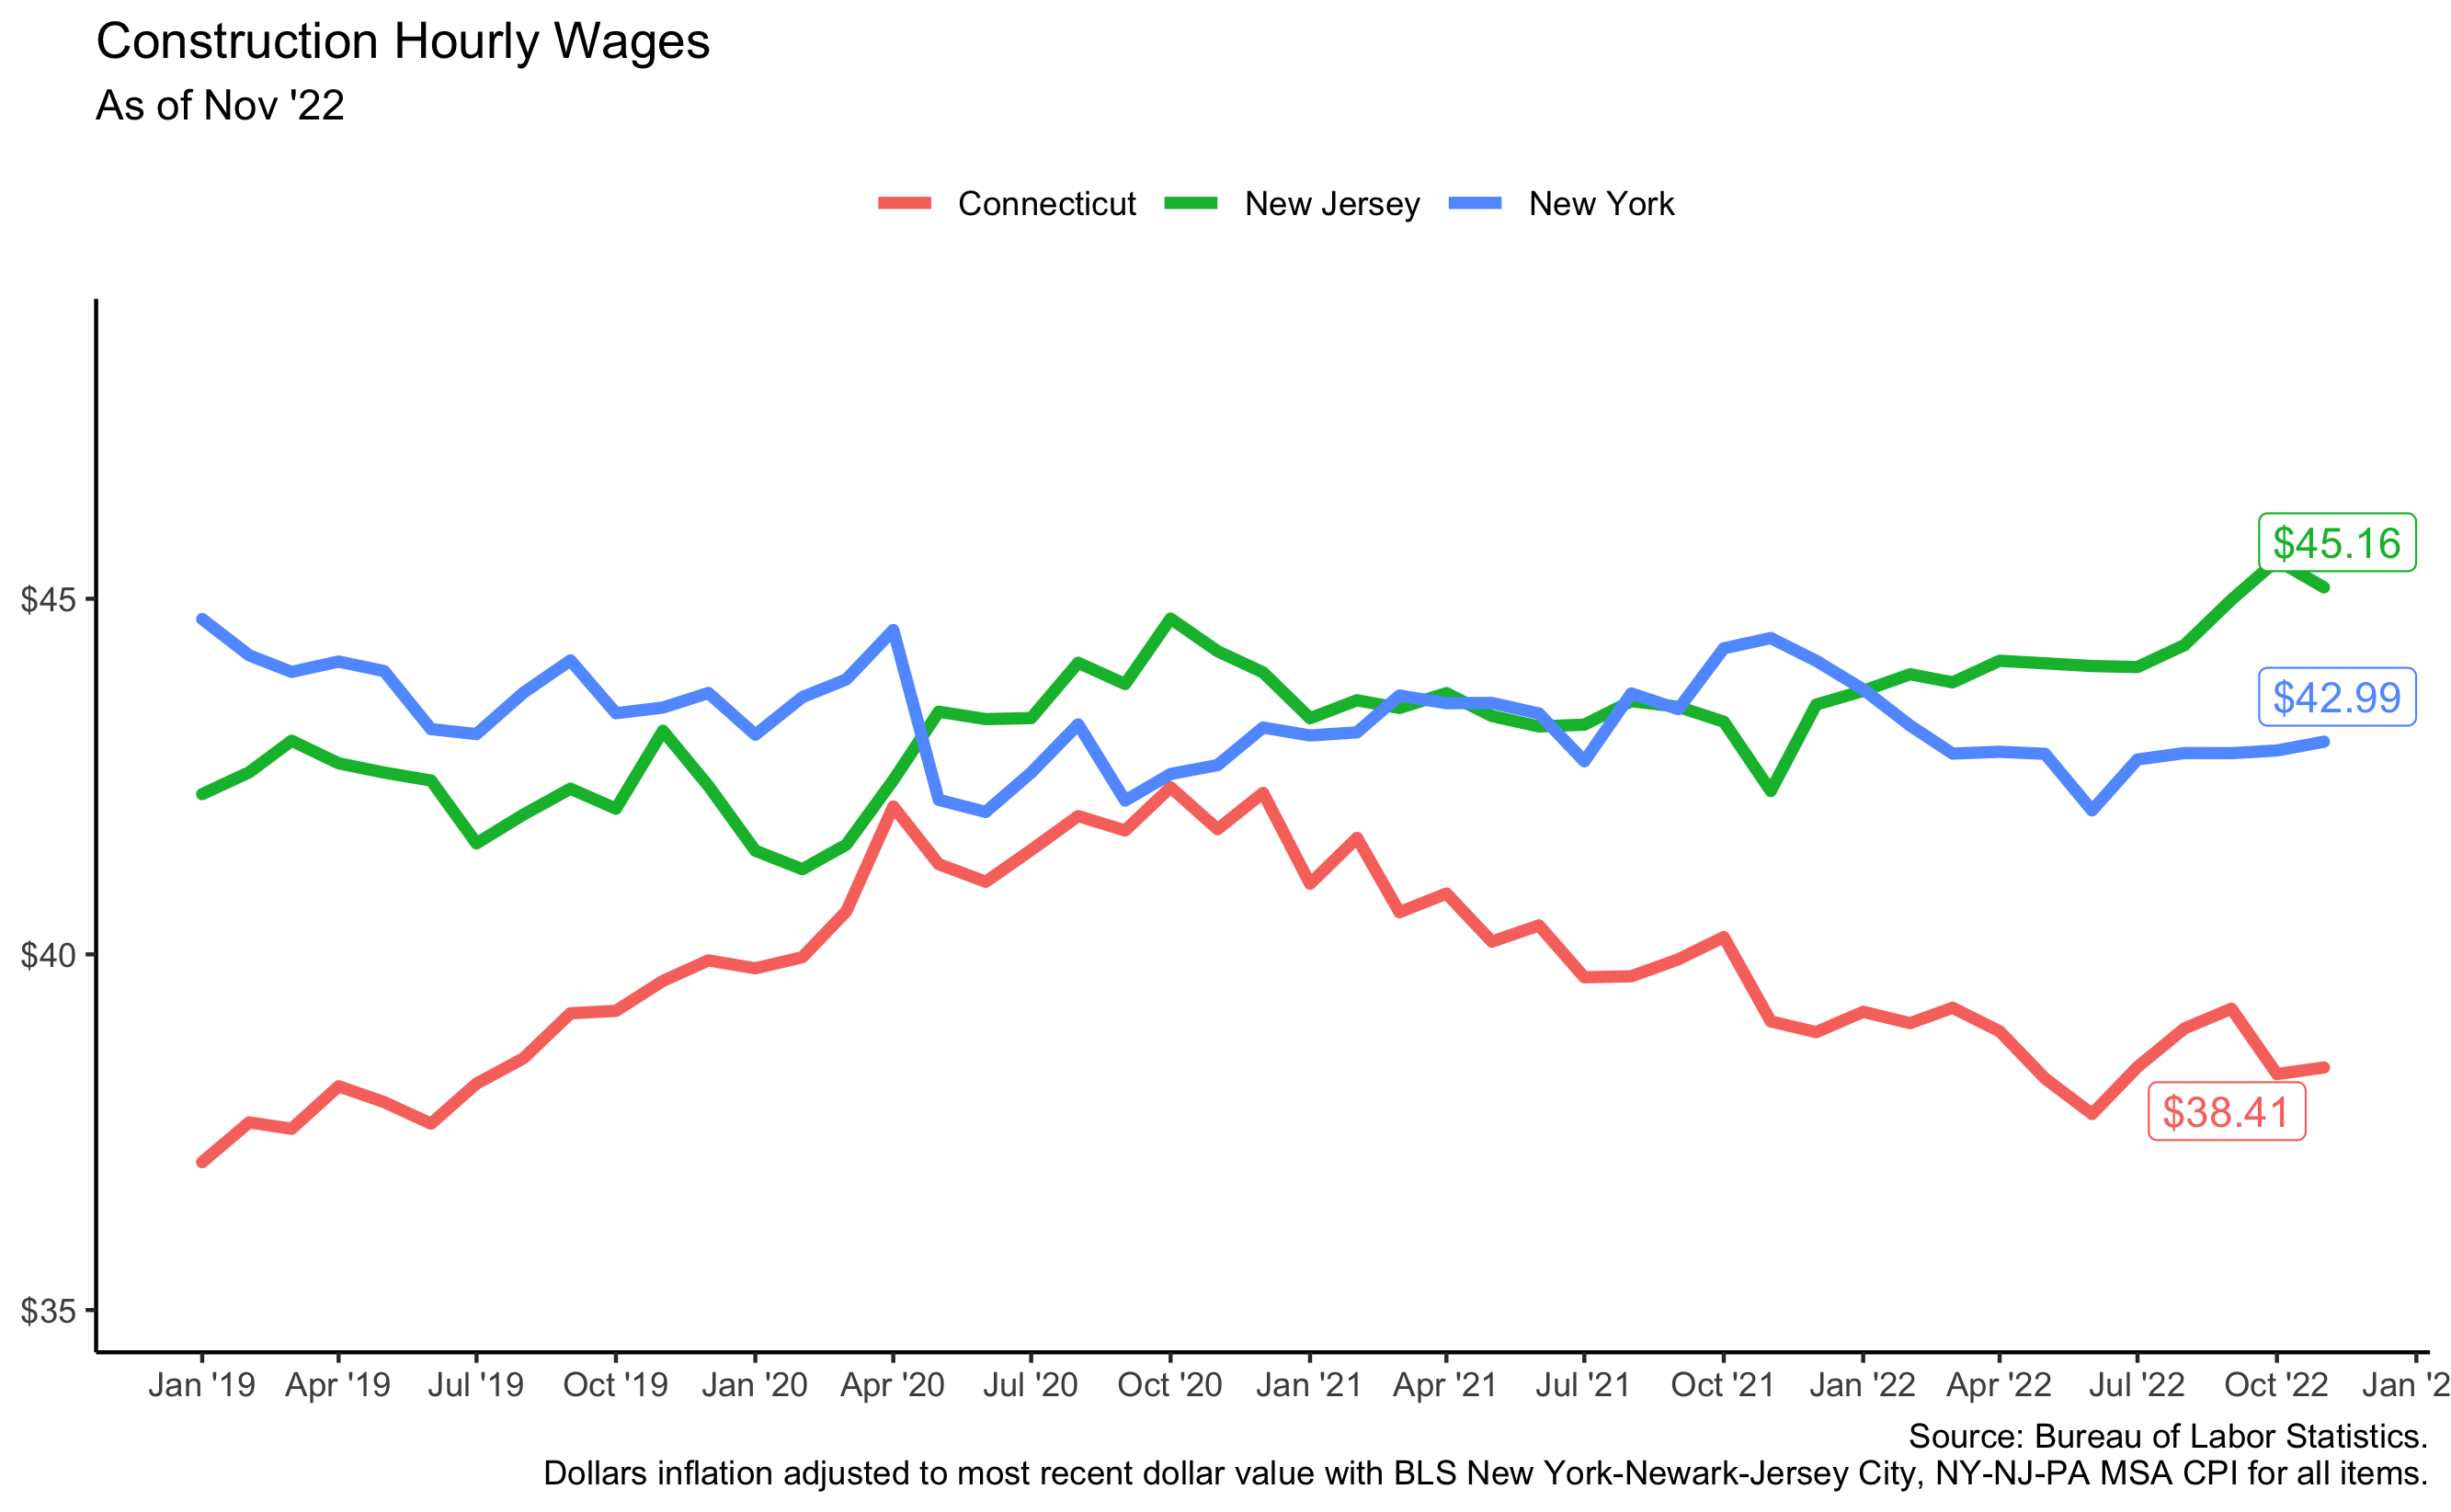 Construction Hourly Wages
As of Nov '22
Connecticut New Jersey New York
$45.16
$45
$42.99
$40
$38.41
$35
Jan '19 Apr '19 Jul '19 Oct '19 Jan '20 Apr '20 Jul '20 Oct '20 Jan '21 Apr '21 Jul '21 Oct '21 Jan '22 Apr '22 Jul '22 Oct '22 Jan '2
Source: Bureau of Labor Statistics.
Dollars inflation adjusted to most recent dollar value with BLS New York-Newark-Jersey City, NY-NJ-PA MSA CPI for all items.